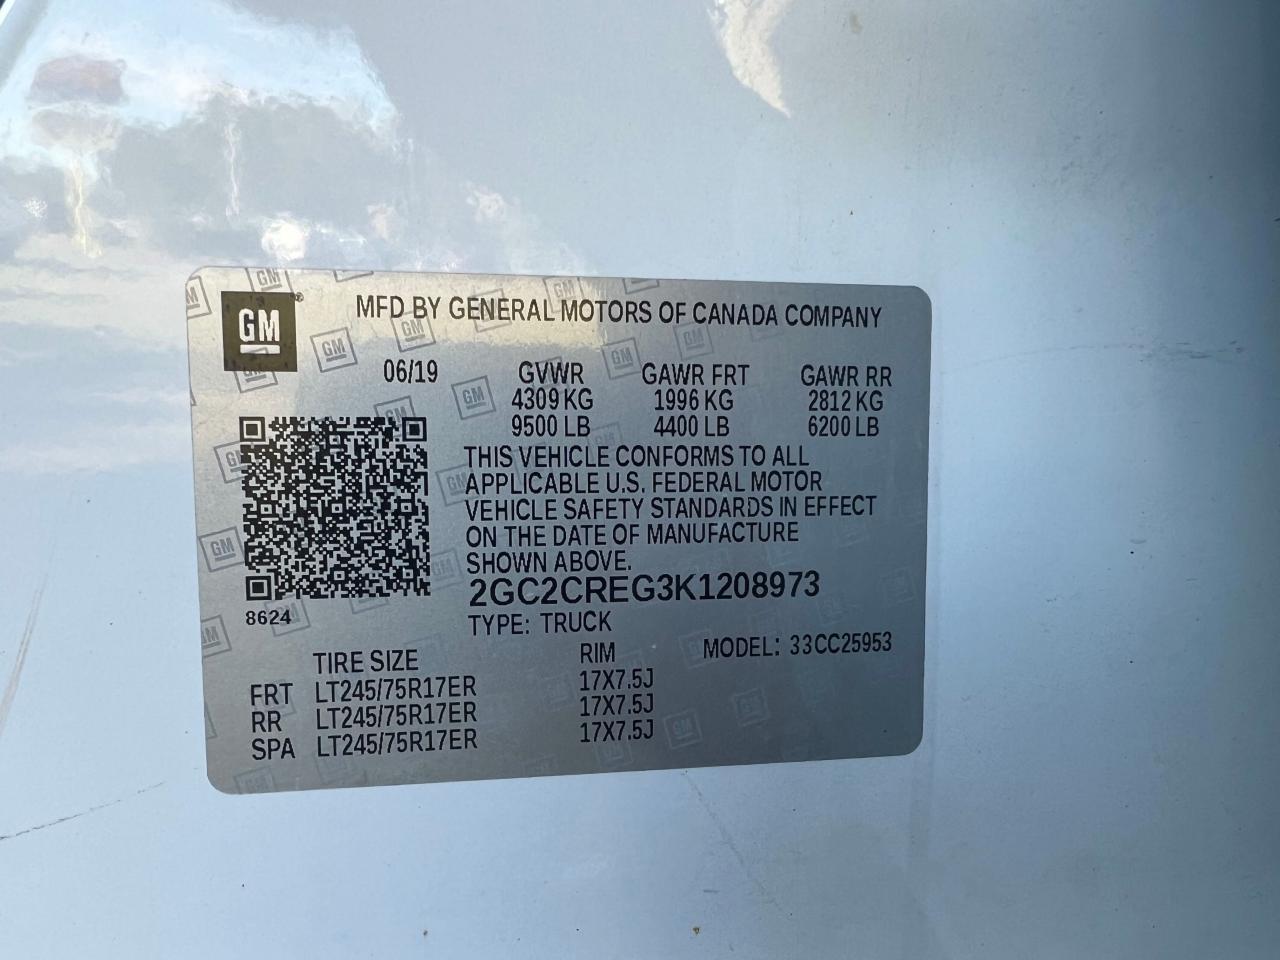 GM
MFD BY GENERAL MOTORS OF CANADA COMPANY
06/19 GVWR GAWR FRT GAWR RR
4309 KG 1996 KG 2812 KG
9500 LB 4400 LB 6200 LB
THIS VEHICLE CONFORMS TO ALL
APPLICABLE U.S. FEDERAL MOTOR
VEHICLE SAFETY STANDARDS IN EFFECT
ON THE DATE OF MANUFACTURE
SHOWN ABOVE.
2GC2CREG3K1208973
8624
TYPE: TRUCK
TIRE SIZE RIM MODEL: 33CC25953
FRT LT245/75R17ER 17X7.5J
RR LT245/75R17ER 17X7.5J
SPA LT245/75R17ER 17X7.5J